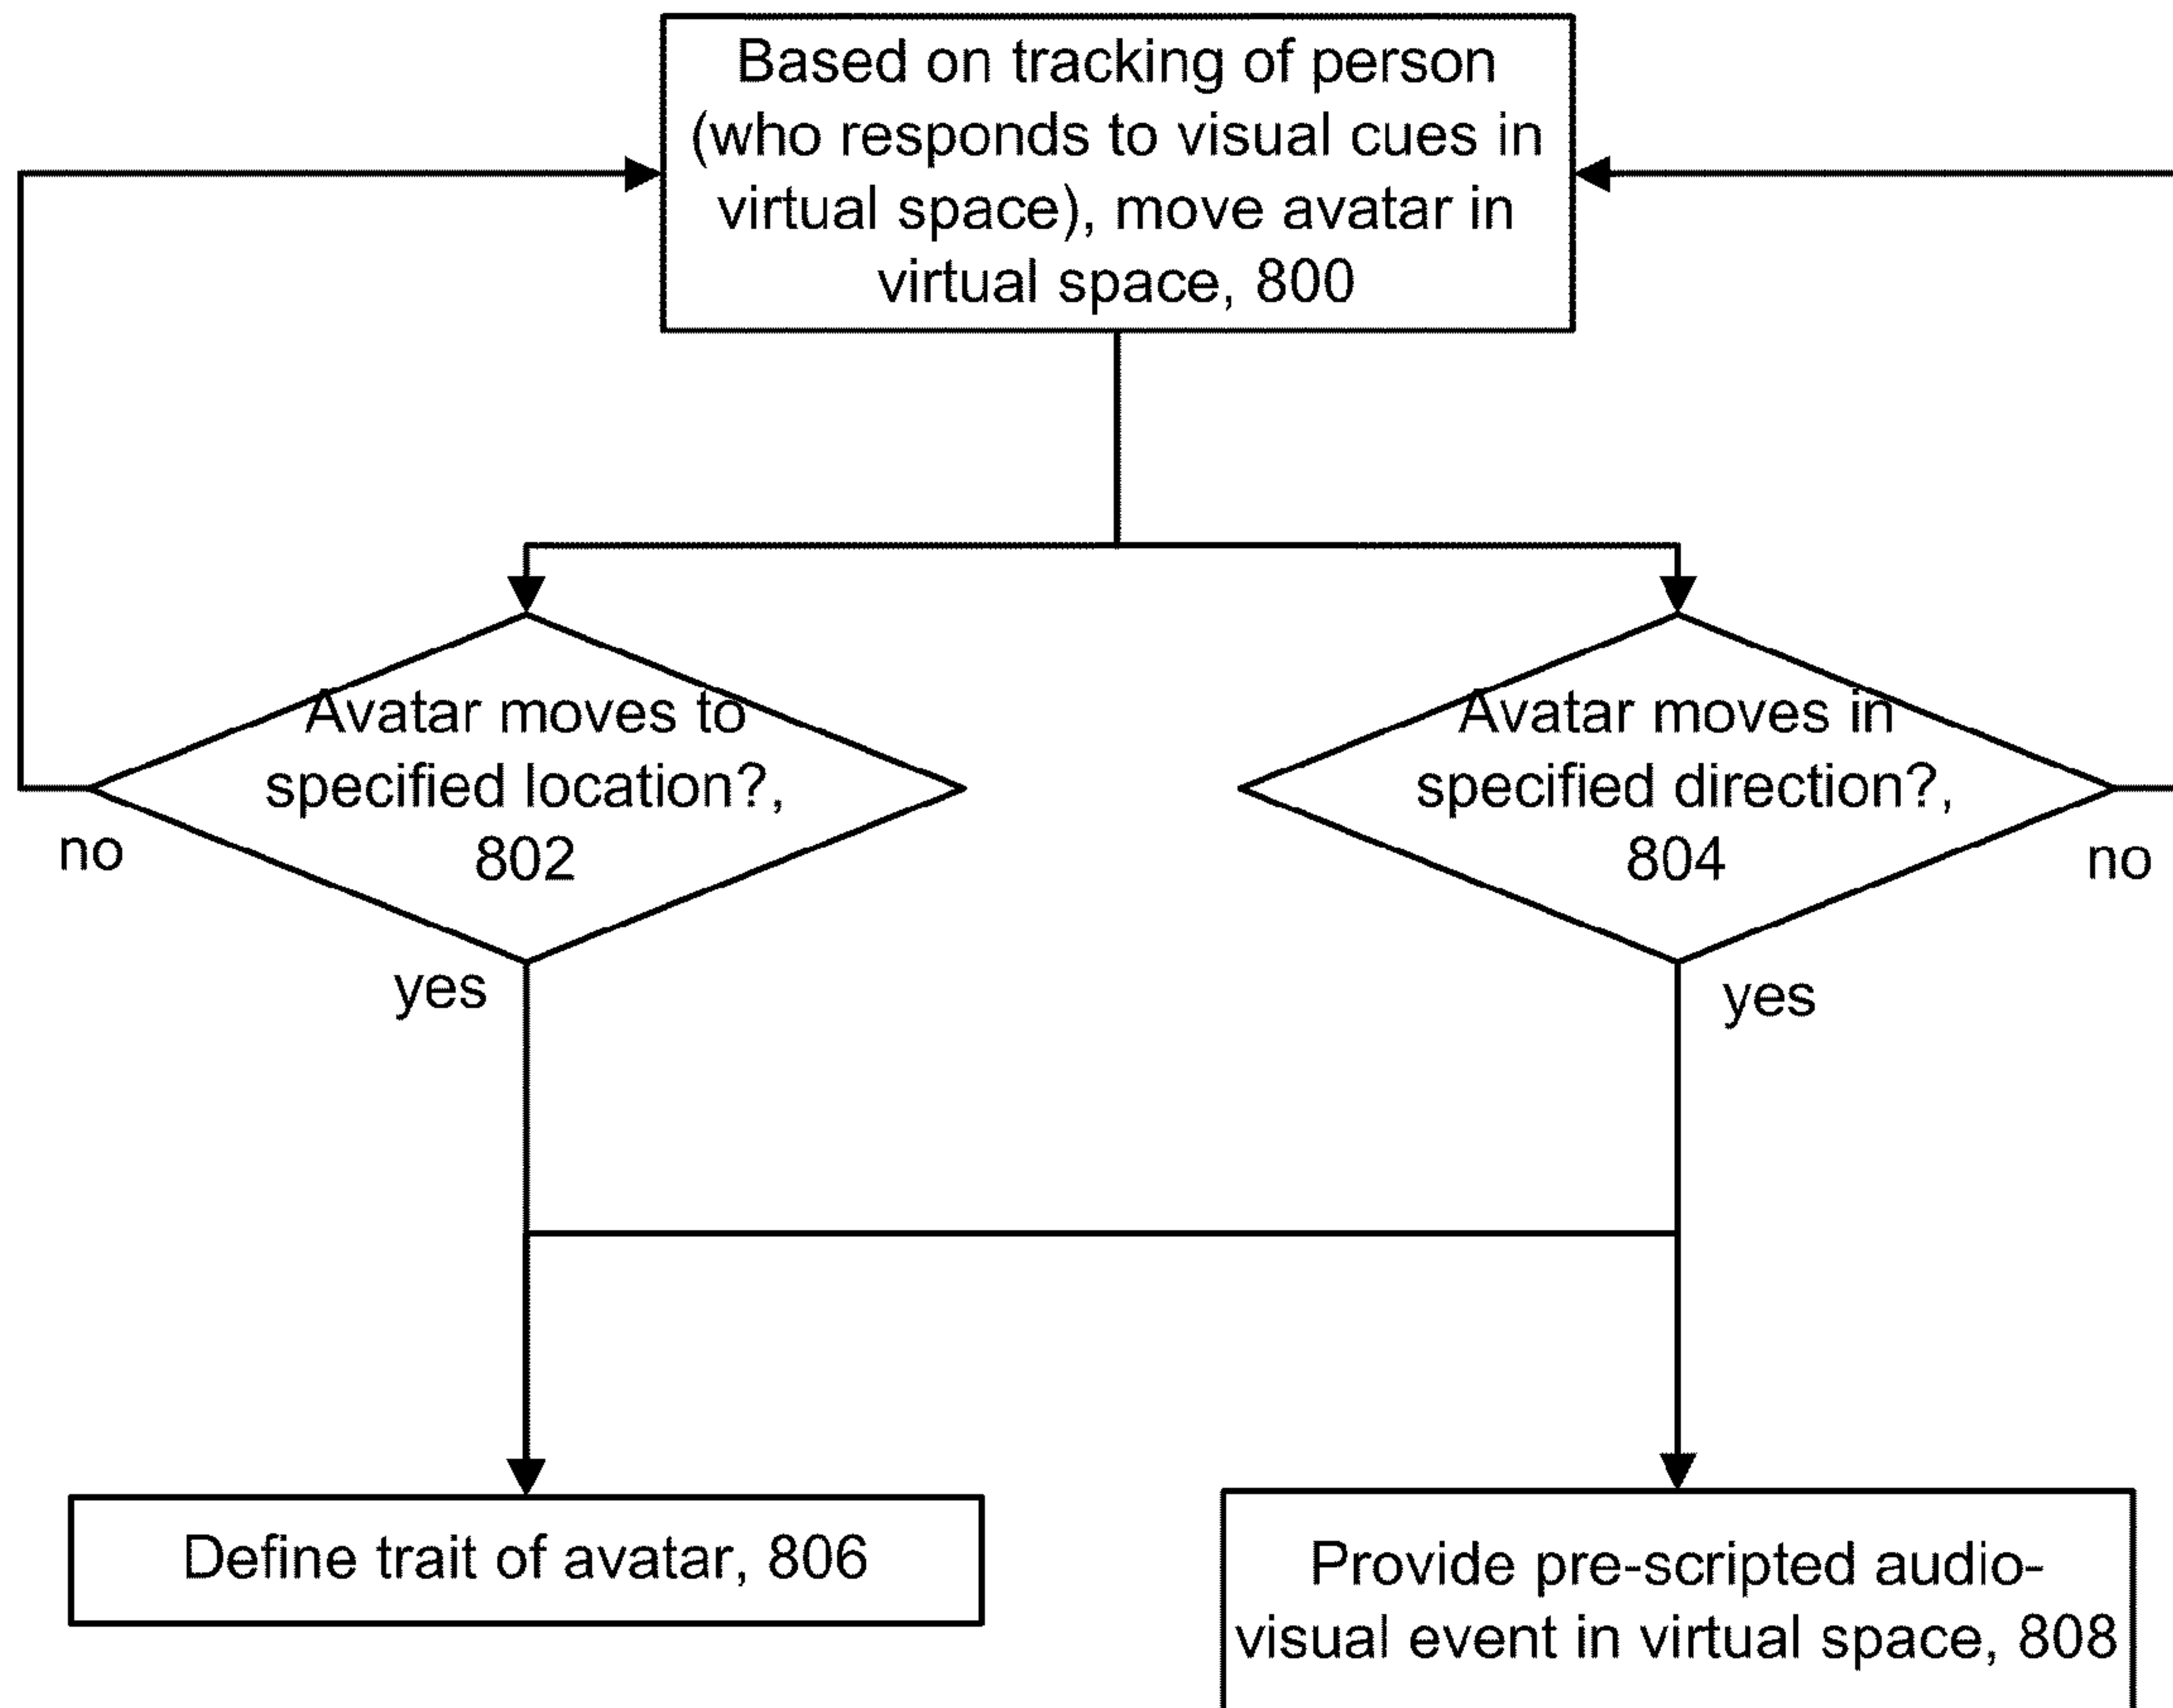 Based on tracking of person
(who responds to visual cues in
virtual space), move avatar in
virtual space, 800
Avatar moves to
specified location?,
802
no
yes
Avatar moves in
specified direction?,
804
no
yes
Define trait of avatar, 806
Provide pre-scripted audio-
visual event in virtual space, 808